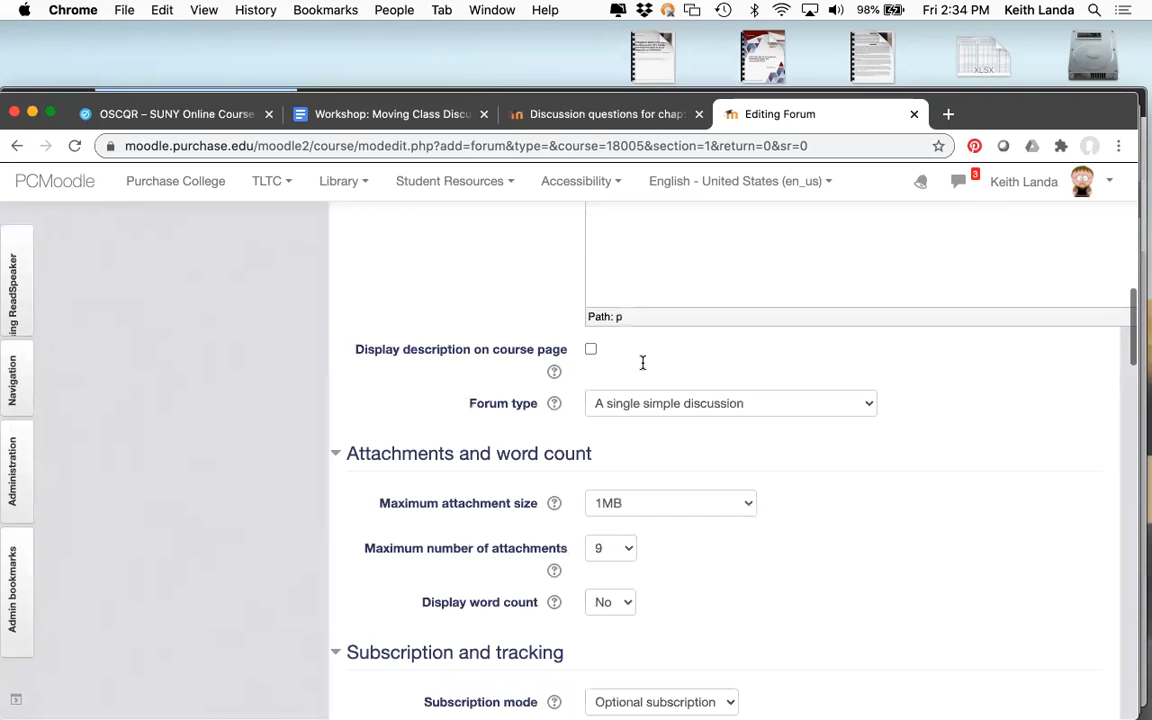 Chrome File Edit View History Bookmarks People Tab Window Help 98% Fri 2:34 PM Keith Landa
XLSX
OSCQR – SUNY Online Course Workshop: Moving Class Discu Discussion questions for chap Editing Forum
moodle.purchase.edu/moodle2/course/modedit.php?add=forum&type=&course=18005&section=1&return=0&sr=0
PCMoodle Purchase College TLTC Library Student Resources Accessibility English - United States (en_us) 3 Keith Landa
ing ReadSpeaker
Navigation
Administration
Admin bookmarks
Path: p
Display description on course page
Forum type A single simple discussion
Attachments and word count
Maximum attachment size 1MB
Maximum number of attachments 9
Display word count No
Subscription and tracking
Subscription mode Optional subscription